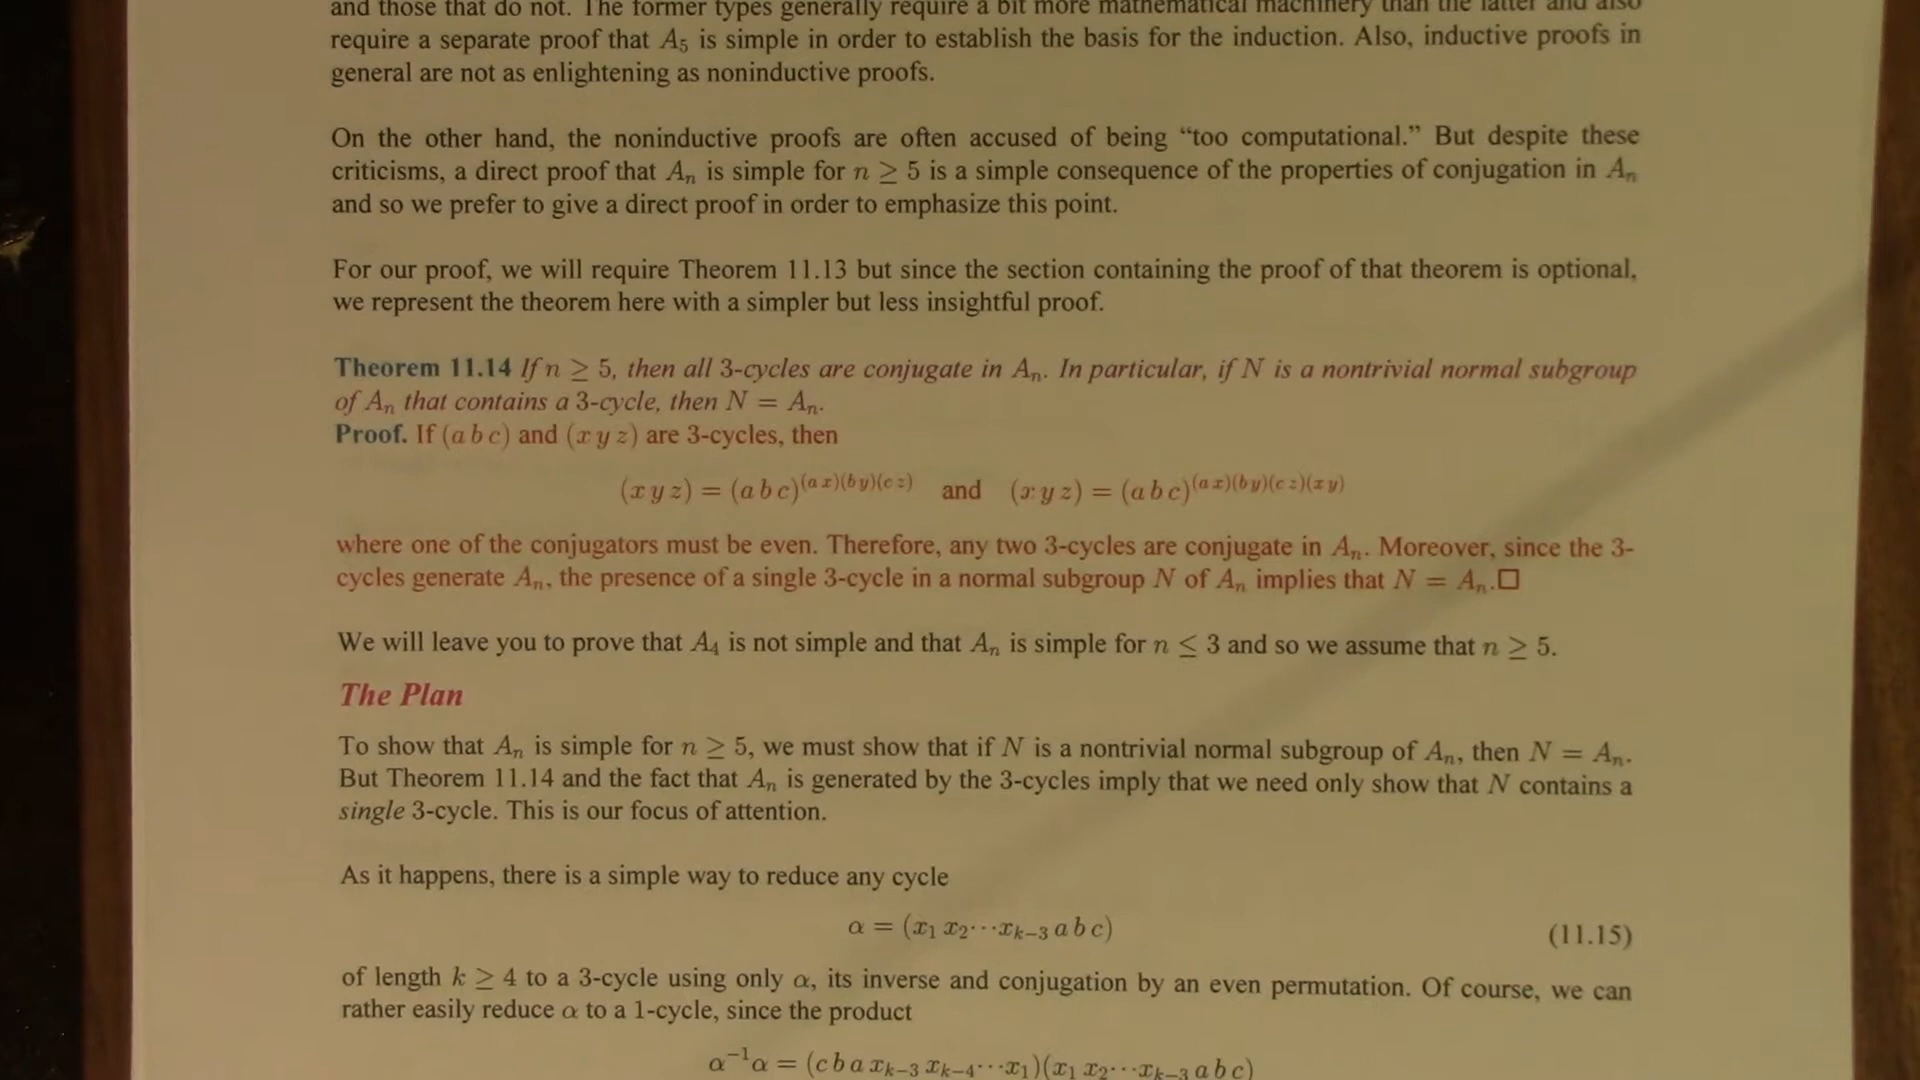 and those that do not. The former types generally require a bit more mathematical machinery than the latter and also
require a separate proof that A₅ is simple in order to establish the basis for the induction. Also, inductive proofs in
general are not as enlightening as noninductive proofs.
On the other hand, the noninductive proofs are often accused of being “too computational.” But despite these
criticisms, a direct proof that Aₙ is simple for n ≥ 5 is a simple consequence of the properties of conjugation in Aₙ
and so we prefer to give a direct proof in order to emphasize this point.
For our proof, we will require Theorem 11.13 but since the section containing the proof of that theorem is optional,
we represent the theorem here with a simpler but less insightful proof.
Theorem 11.14 If n ≥ 5, then all 3-cycles are conjugate in Aₙ. In particular, if N is a nontrivial normal subgroup
of Aₙ that contains a 3-cycle, then N = Aₙ.
Proof. If (a b c) and (x y z) are 3-cycles, then
(x y z) = (a b c)^{(a x)(b y)(c z)} and (x y z) = (a b c)^{(a x)(b y)(c z)(x y)}
where one of the conjugators must be even. Therefore, any two 3-cycles are conjugate in Aₙ. Moreover, since the 3-
cycles generate Aₙ, the presence of a single 3-cycle in a normal subgroup N of Aₙ implies that N = Aₙ.□
We will leave you to prove that A₄ is not simple and that Aₙ is simple for n ≤ 3 and so we assume that n ≥ 5.
The Plan
To show that Aₙ is simple for n ≥ 5, we must show that if N is a nontrivial normal subgroup of Aₙ, then N = Aₙ.
But Theorem 11.14 and the fact that Aₙ is generated by the 3-cycles imply that we need only show that N contains a
single 3-cycle. This is our focus of attention.
As it happens, there is a simple way to reduce any cycle
α = (x₁ x₂⋯x_{k−3} a b c) (11.15)
of length k ≥ 4 to a 3-cycle using only α, its inverse and conjugation by an even permutation. Of course, we can
rather easily reduce α to a 1-cycle, since the product
α⁻¹α = (c b a x_{k−3} x_{k−4}⋯x₁)(x₁ x₂⋯x_{k−3} a b c)